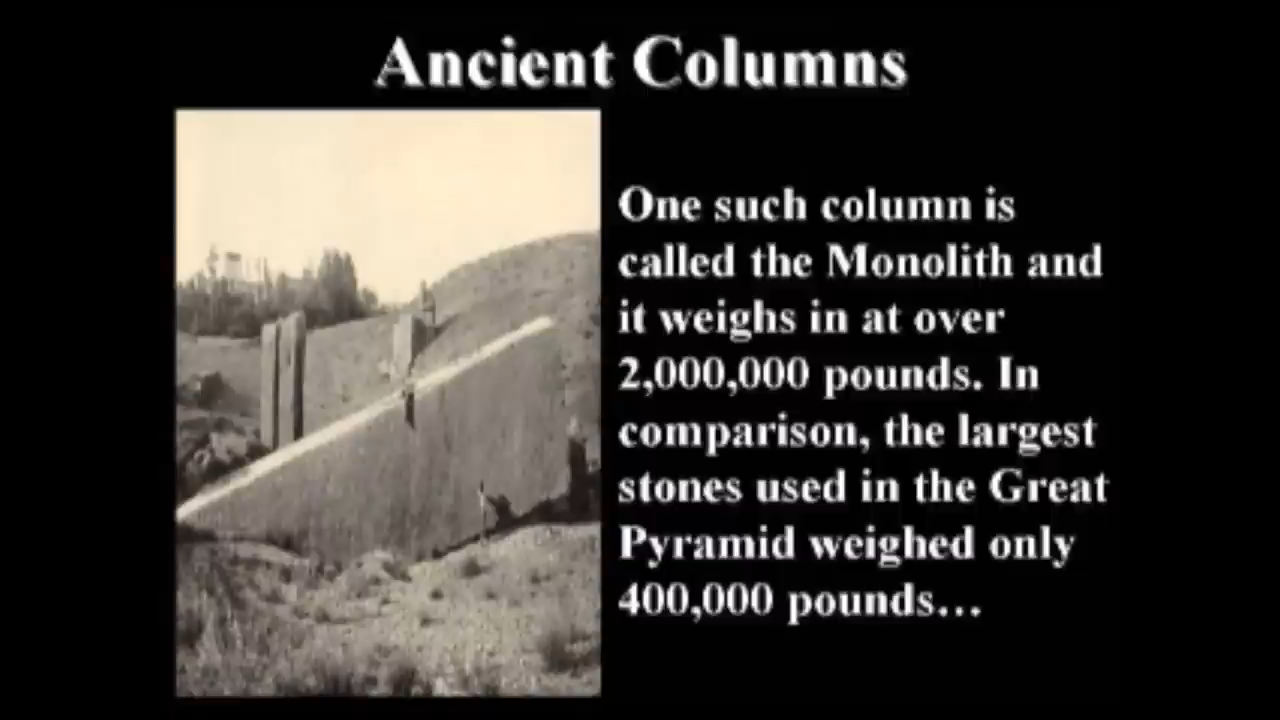 Ancient Columns
One such column is
called the Monolith and
it weighs in at over
2,000,000 pounds. In
comparison, the largest
stones used in the Great
Pyramid weighed only
400,000 pounds…